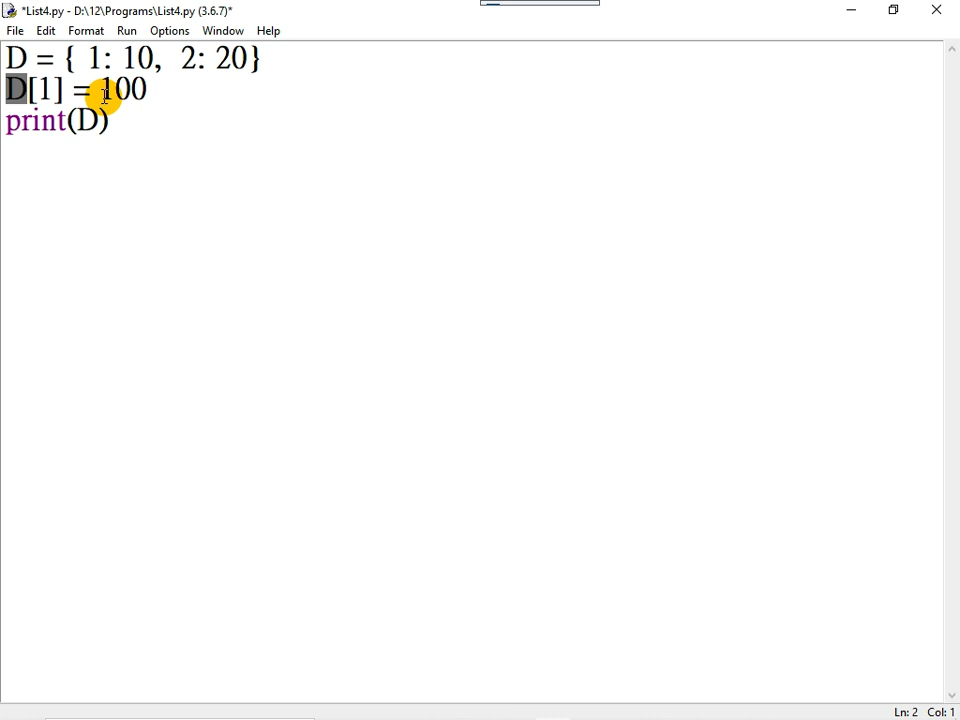 *List4.py - D:\12\Programs\List4.py (3.6.7)*
File Edit Format Run Options Window Help
D = { 1: 10,  2: 20}
D[1] = 100
print(D)
Ln: 2 Col: 1